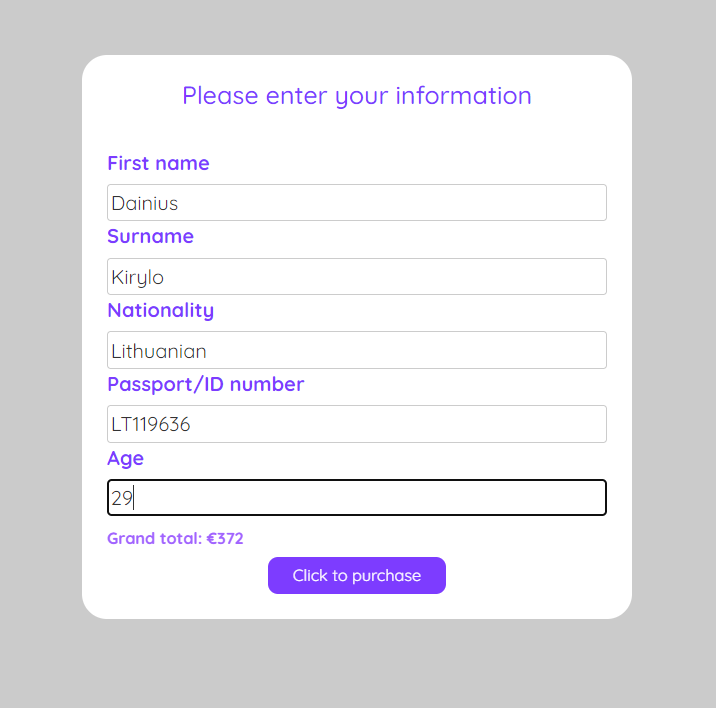 Please enter your information
First name
Dainius
Surname
Kirylo
Nationality
Lithuanian
Passport/ID number
LT119636
Age
29
Grand total: €372
Click to purchase